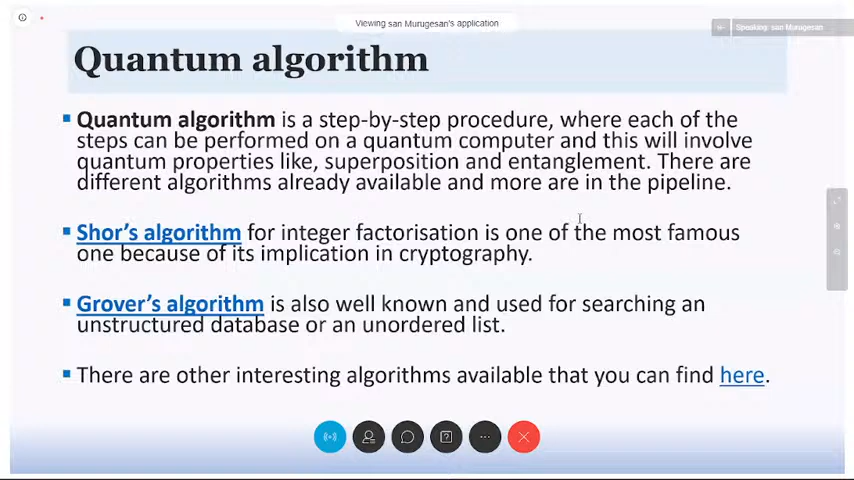 Viewing san Murugesan's application
Speaking: san Murugesan
Quantum algorithm
Quantum algorithm is a step-by-step procedure, where each of the
steps can be performed on a quantum computer and this will involve
quantum properties like, superposition and entanglement. There are
different algorithms already available and more are in the pipeline.
Shor's algorithm for integer factorisation is one of the most famous
one because of its implication in cryptography.
Grover's algorithm is also well known and used for searching an
unstructured database or an unordered list.
There are other interesting algorithms available that you can find here.